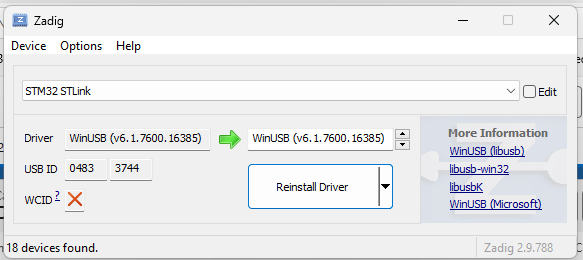 Zadig
Device Options Help
STM32 STLink
Edit
Driver WinUSB (v6.1.7600.16385) WinUSB (v6.1.7600.16385)
USB ID 0483 3744
WCID ?
Reinstall Driver
More Information
WinUSB (libusb)
libusb-win32
libusbK
WinUSB (Microsoft)
18 devices found.
Zadig 2.9.788